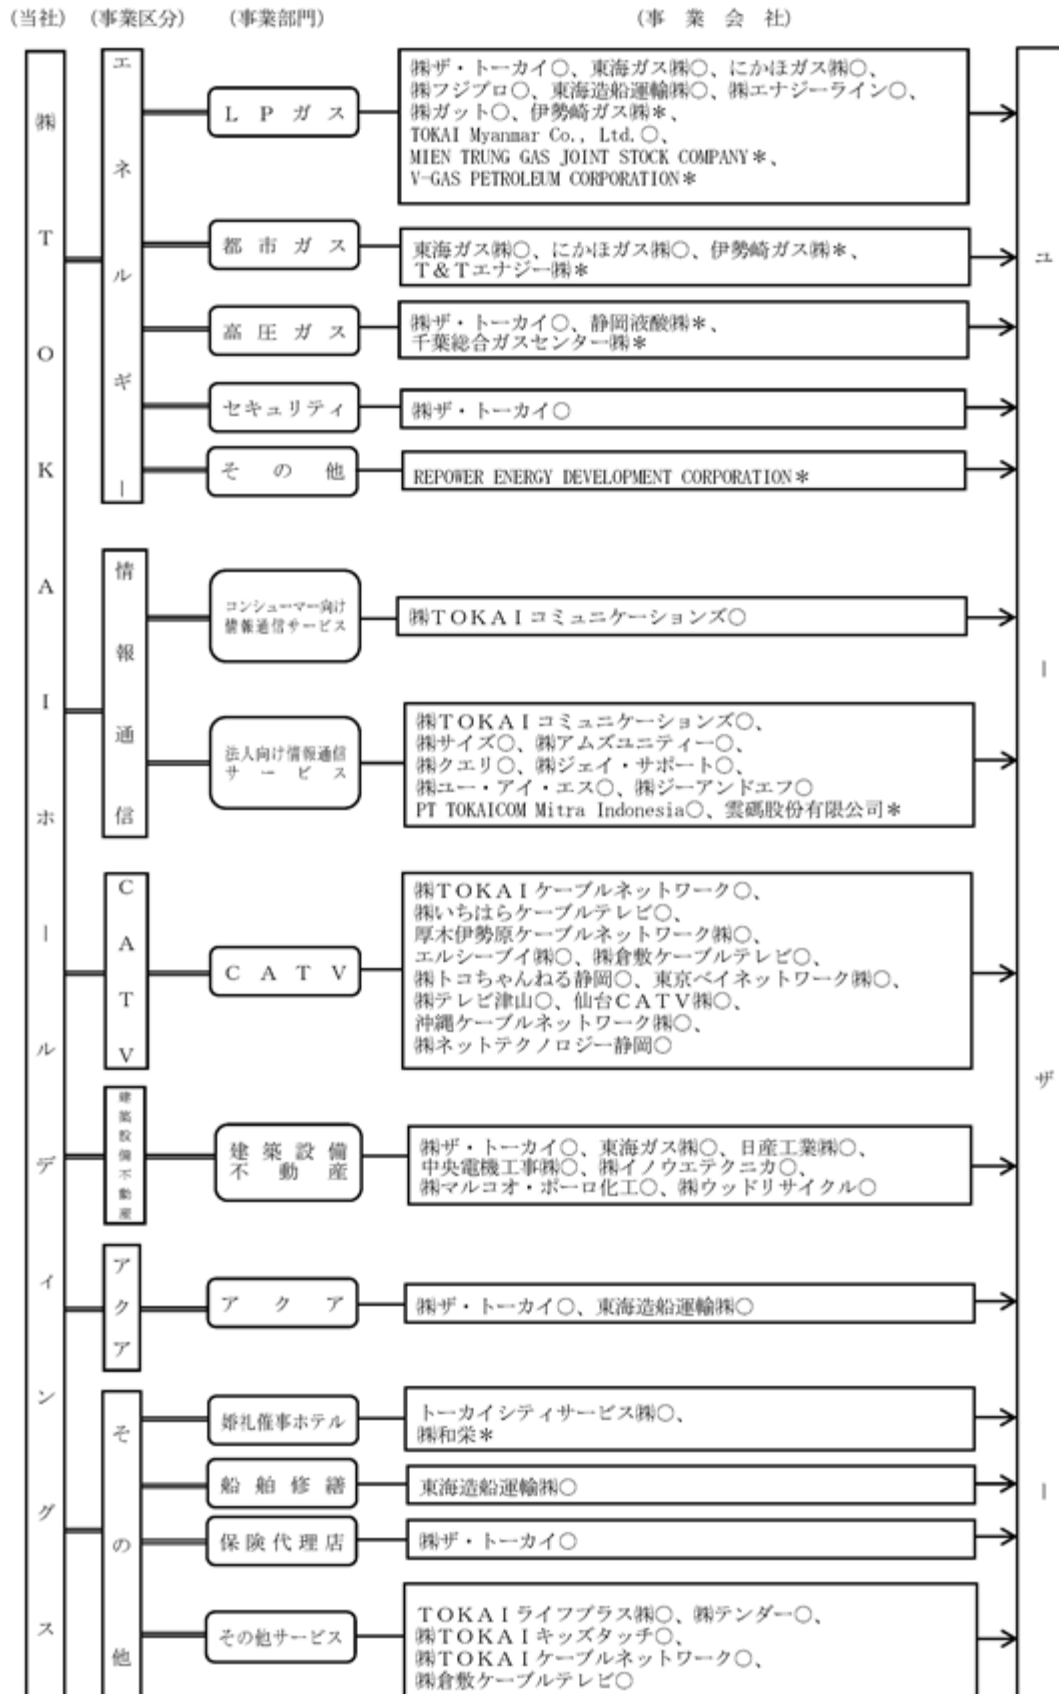 (当社) (事業区分) (事業部門) (事 業 会 社)
㈱TOKAIホールディングス
エネルギー
LPガス
㈱ザ・トーカイ○、東海ガス㈱○、にかほガス㈱○、
㈱フジプロ○、東海造船運輸㈱○、㈱エナジーライン○、
㈱ガット○、伊勢崎ガス㈱＊、
TOKAI Myanmar Co., Ltd.○、
MIEN TRUNG GAS JOINT STOCK COMPANY＊、
V-GAS PETROLEUM CORPORATION＊
都市ガス
東海ガス㈱○、にかほガス㈱○、伊勢崎ガス㈱＊、
T＆Tエナジー㈱＊
高圧ガス
㈱ザ・トーカイ○、静岡液酸㈱＊、
千葉総合ガスセンター㈱＊
セキュリティ
㈱ザ・トーカイ○
その他
REPOWER ENERGY DEVELOPMENT CORPORATION＊
情報通信
コンシューマー向け
情報通信サービス
㈱TOKAIコミュニケーションズ○
法人向け情報通信
サービス
㈱TOKAIコミュニケーションズ○、
㈱サイズ○、㈱アムズユニティー○、
㈱クエリ○、㈱ジェイ・サポート○、
㈱ユー・アイ・エス○、㈱ジーアンドエフ○
PT TOKAICOM Mitra Indonesia○、雲碼股份有限公司＊
CATV
CATV
㈱TOKAIケーブルネットワーク○、
㈱いちはらケーブルテレビ○、
厚木伊勢原ケーブルネットワーク㈱○、
エルシーブイ㈱○、㈱倉敷ケーブルテレビ○、
㈱トコちゃんねる静岡○、東京ベイネットワーク㈱○、
㈱テレビ津山○、仙台CATV㈱○、
沖縄ケーブルネットワーク㈱○、
㈱ネットテクノロジー静岡○
建築設備不動産
建築設備
不動産
㈱ザ・トーカイ○、東海ガス㈱○、日産工業㈱○、
中央電機工事㈱○、㈱イノウエテクニカ○、
㈱マルコオ・ポーロ化工○、㈱ウッドリサイクル○
アクア
アクア
㈱ザ・トーカイ○、東海造船運輸㈱○
その他
婚礼催事ホテル
トーカイシティサービス㈱○、
㈱和栄＊
船舶修繕
東海造船運輸㈱○
保険代理店
㈱ザ・トーカイ○
その他サービス
TOKAIライフプラス㈱○、㈱テンダー○、
㈱TOKAIキッズタッチ○、
㈱TOKAIケーブルネットワーク○、
㈱倉敷ケーブルテレビ○
ユーザー